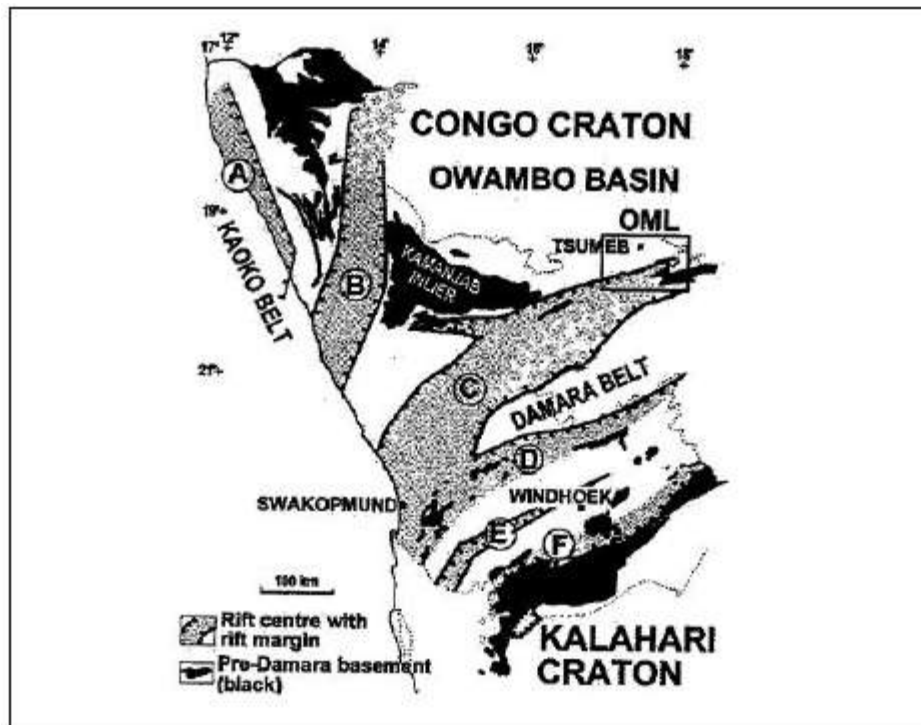 17° 12°
14°
16°
18°
CONGO CRATON
OWAMBO BASIN
OML
TSUMEB
A
19°
KAOKO BELT
B
KAMANJAB
INLIER
21°
C
DAMARA BELT
D
SWAKOPMUND
WINDHOEK
E
F
100 km
Rift centre with
rift margin
Pre-Damara basement
(black)
KALAHARI
CRATON